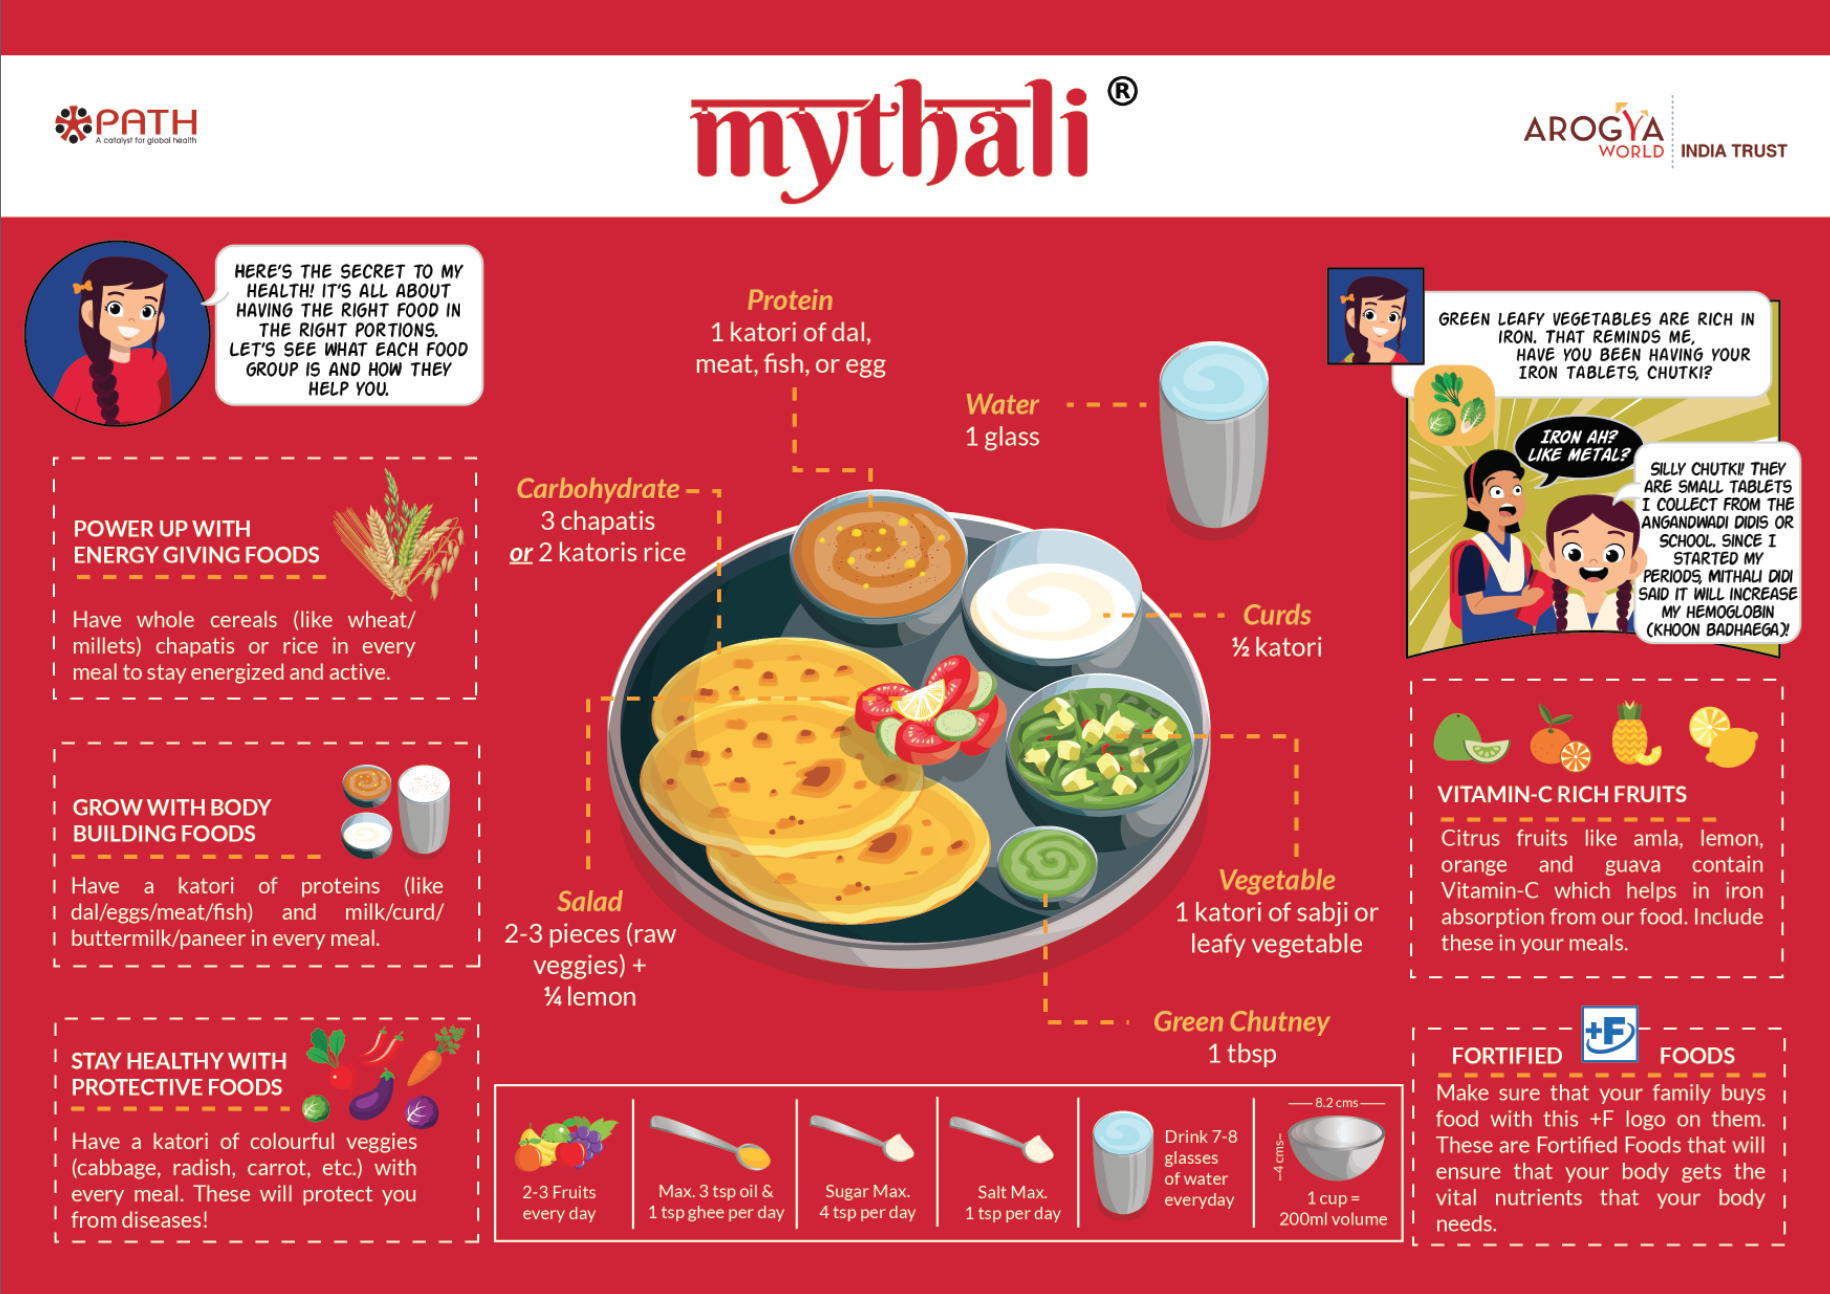 PATH
A catalyst for global health
mythali ®
AROGYA
WORLD
INDIA TRUST
HERE'S THE SECRET TO MY
HEALTH! IT'S ALL ABOUT
HAVING THE RIGHT FOOD IN
THE RIGHT PORTIONS.
LET'S SEE WHAT EACH FOOD
GROUP IS AND HOW THEY
HELP YOU.
POWER UP WITH
ENERGY GIVING FOODS
Have whole cereals (like wheat/
millets) chapatis or rice in every
meal to stay energized and active.
GROW WITH BODY
BUILDING FOODS
Have a katori of proteins (like
dal/eggs/meat/fish) and milk/curd/
buttermilk/paneer in every meal.
STAY HEALTHY WITH
PROTECTIVE FOODS
Have a katori of colourful veggies
(cabbage, radish, carrot, etc.) with
every meal. These will protect you
from diseases!
Protein
1 katori of dal,
meat, fish, or egg
Water
1 glass
Carbohydrate
3 chapatis
or 2 katoris rice
Curds
½ katori
Salad
2-3 pieces (raw
veggies) +
¼ lemon
Vegetable
1 katori of sabji or
leafy vegetable
Green Chutney
1 tbsp
2-3 Fruits
every day
Max. 3 tsp oil &
1 tsp ghee per day
Sugar Max.
4 tsp per day
Salt Max.
1 tsp per day
Drink 7-8
glasses
of water
everyday
8.2 cms
4 cms
1 cup =
200ml volume
GREEN LEAFY VEGETABLES ARE RICH IN
IRON. THAT REMINDS ME,
HAVE YOU BEEN HAVING YOUR
IRON TABLETS, CHUTKI?
IRON AH?
LIKE METAL?
SILLY CHUTKI! THEY
ARE SMALL TABLETS
I COLLECT FROM THE
ANGANDWADI DIDIS OR
SCHOOL. SINCE I
STARTED MY
PERIODS, MITHALI DIDI
SAID IT WILL INCREASE
MY HEMOGLOBIN
(KHOON BADHAEGA)!
VITAMIN-C RICH FRUITS
Citrus fruits like amla, lemon,
orange and guava contain
Vitamin-C which helps in iron
absorption from our food. Include
these in your meals.
+F
FORTIFIED FOODS
Make sure that your family buys
food with this +F logo on them.
These are Fortified Foods that will
ensure that your body gets the
vital nutrients that your body
needs.